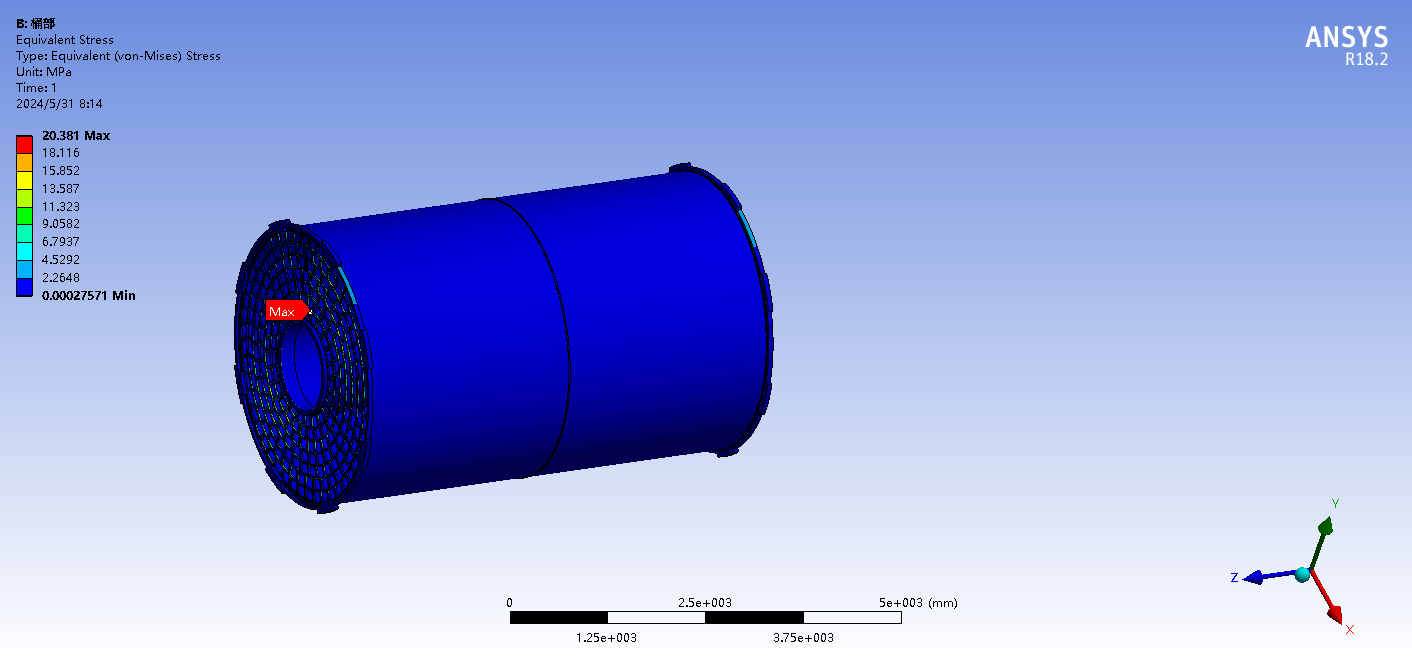 B: 桶部
Equivalent Stress
Type: Equivalent (von-Mises) Stress
Unit: MPa
Time: 1
2024/5/31 8:14
ANSYS
R18.2
20.381 Max
18.116
15.852
13.587
11.323
9.0582
6.7937
4.5292
2.2648
0.00027571 Min
Max
Y
Z
X
0 2.5e+003 5e+003 (mm)
1.25e+003 3.75e+003